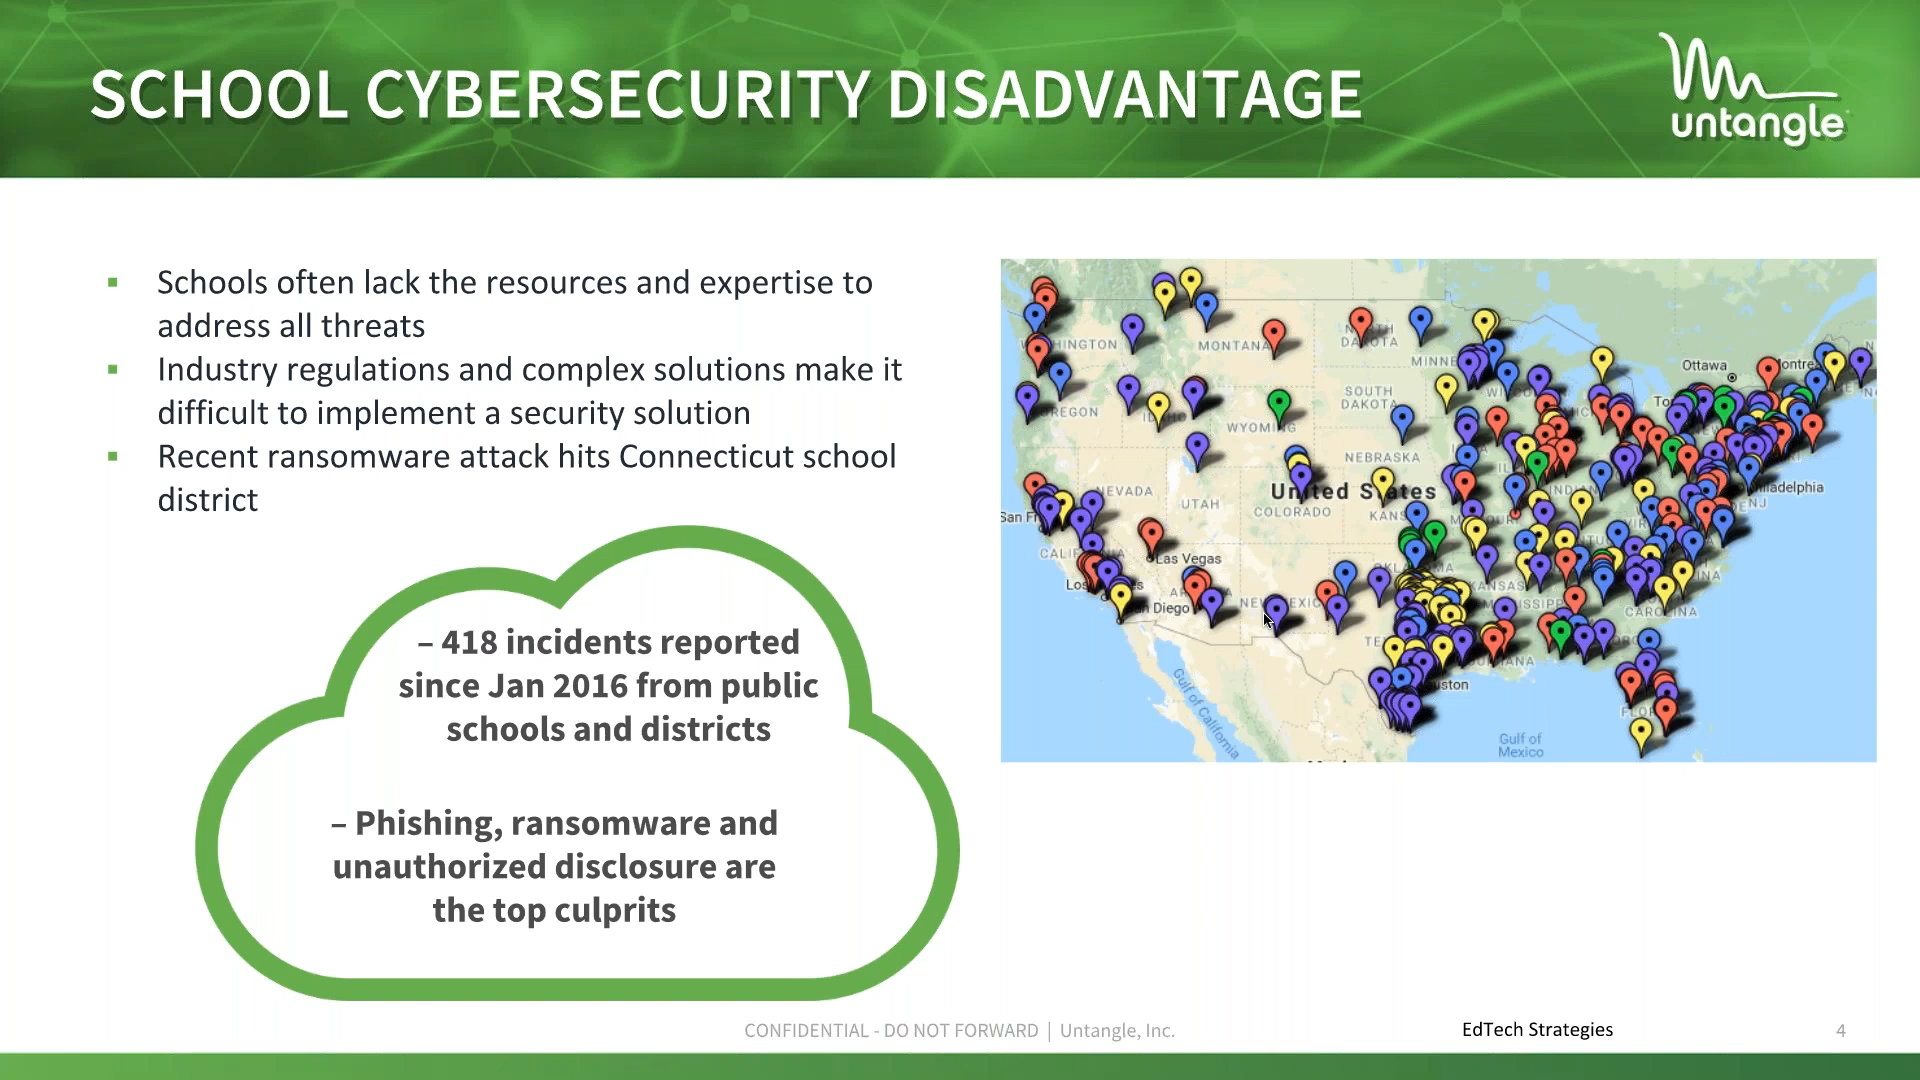 SCHOOL CYBERSECURITY DISADVANTAGE
untangle
Schools often lack the resources and expertise to
address all threats
Industry regulations and complex solutions make it
difficult to implement a security solution
Recent ransomware attack hits Connecticut school
district
– 418 incidents reported
since Jan 2016 from public
schools and districts
– Phishing, ransomware and
unauthorized disclosure are
the top culprits
Ottawa
MONTANA
SOUTH
DAKOTA
WYOMING
NEBRASKA
United States
NEVADA
UTAH
COLORADO
Las Vegas
CAROLINA
Gulf of California
Gulf of
Mexico
CONFIDENTIAL - DO NOT FORWARD | Untangle, Inc.
EdTech Strategies
4